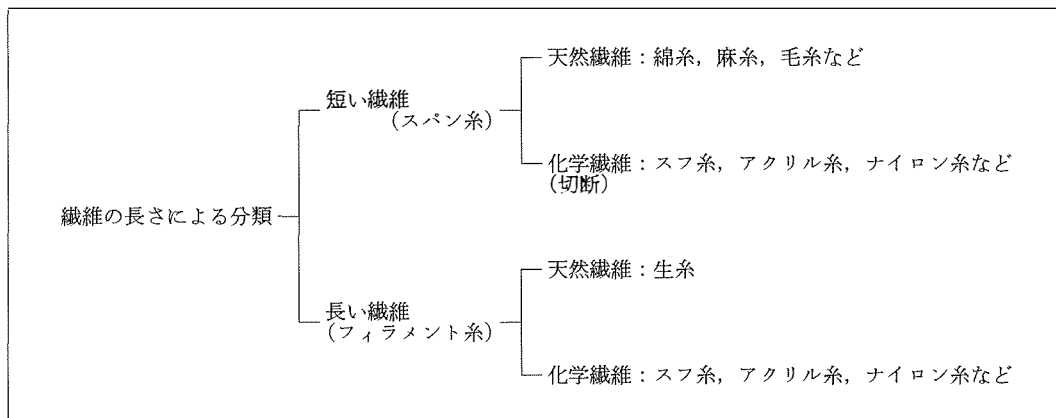 天然繊維：綿糸，麻糸，毛糸など
短い繊維
(スパン糸)
化学繊維：スフ糸，アクリル糸，ナイロン糸など
(切断)
繊維の長さによる分類
天然繊維：生糸
長い繊維
(フィラメント糸)
化学繊維：スフ糸，アクリル糸，ナイロン糸など